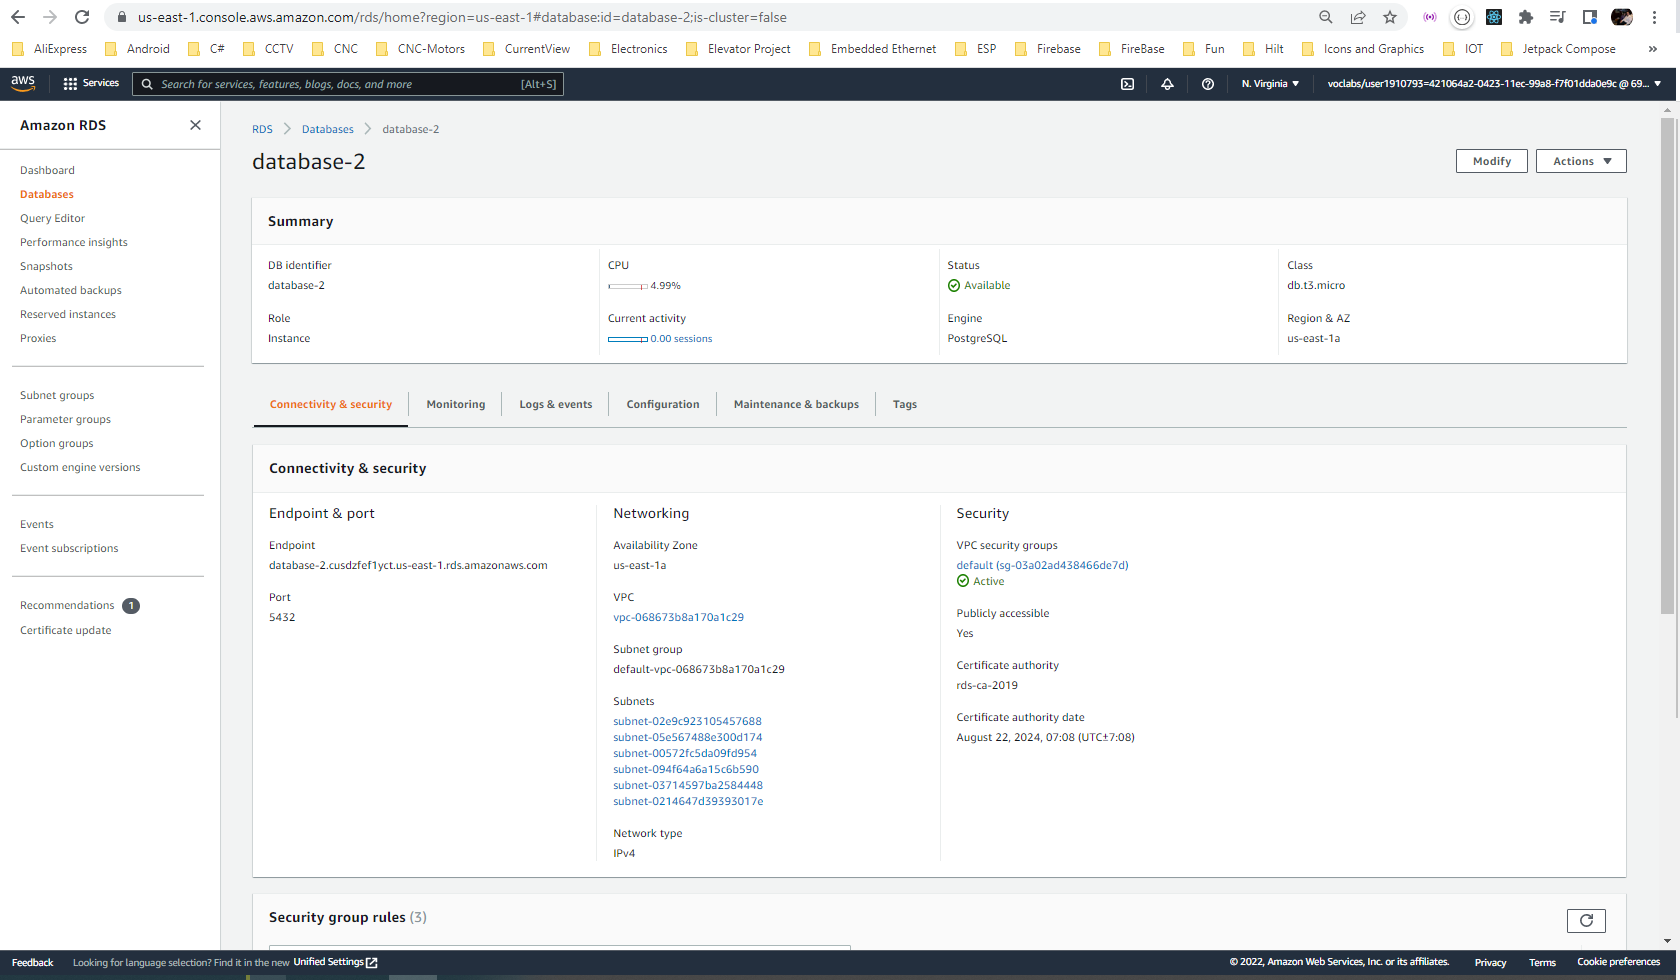 us-east-1.console.aws.amazon.com/rds/home?region=us-east-1#database:id=database-2;is-cluster=false
AliExpress Android C# CCTV CNC CNC-Motors CurrentView Electronics Elevator Project Embedded Ethernet ESP Firebase FireBase Fun Hilt Icons and Graphics IOT Jetpack Compose »
aws Services Search for services, features, blogs, docs, and more [Alt+S] N. Virginia ▼ voclabs/user1910793=421064a2-0423-11ec-99a8-f7f01dda0e9c @ 69... ▼
Amazon RDS
Dashboard
Databases
Query Editor
Performance insights
Snapshots
Automated backups
Reserved instances
Proxies
Subnet groups
Parameter groups
Option groups
Custom engine versions
Events
Event subscriptions
Recommendations 1
Certificate update
RDS > Databases > database-2
database-2
Modify Actions ▼
Summary
DB identifier
database-2
Role
Instance
CPU
4.99%
Current activity
0.00 sessions
Status
Available
Engine
PostgreSQL
Class
db.t3.micro
Region & AZ
us-east-1a
Connectivity & security Monitoring Logs & events Configuration Maintenance & backups Tags
Connectivity & security
Endpoint & port
Endpoint
database-2.cusdzfef1yct.us-east-1.rds.amazonaws.com
Port
5432
Networking
Availability Zone
us-east-1a
VPC
vpc-068673b8a170a1c29
Subnet group
default-vpc-068673b8a170a1c29
Subnets
subnet-02e9c923105457688
subnet-05e567488e300d174
subnet-00572fc5da09fd954
subnet-094f64a6a15c6b590
subnet-03714597ba2584448
subnet-0214647d39393017e
Network type
IPv4
Security
VPC security groups
default (sg-03a02ad438466de7d)
Active
Publicly accessible
Yes
Certificate authority
rds-ca-2019
Certificate authority date
August 22, 2024, 07:08 (UTC±7:08)
Security group rules (3)
Feedback Looking for language selection? Find it in the new Unified Settings © 2022, Amazon Web Services, Inc. or its affiliates. Privacy Terms Cookie preferences